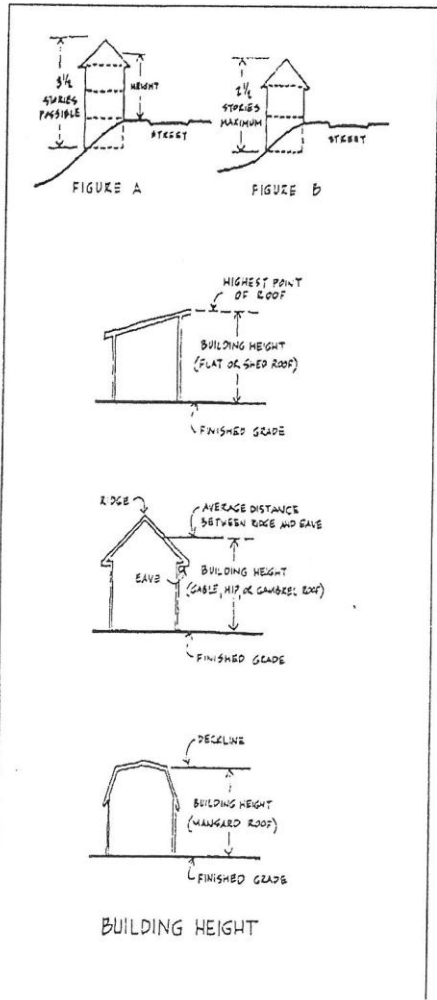 3 1/2
STORIES
POSSIBLE
HEIGHT
STREET
FIGURE A
2 1/2
STORIES
MAXIMUM
STREET
FIGURE B
HIGHEST POINT
OF ROOF
BUILDING HEIGHT
(FLAT OR SHED ROOF)
FINISHED GRADE
RIDGE
AVERAGE DISTANCE
BETWEEN RIDGE AND EAVE
EAVE
BUILDING HEIGHT
(GABLE, HIP, OR GAMBREL ROOF)
FINISHED GRADE
DECKLINE
BUILDING HEIGHT
(MANSARD ROOF)
FINISHED GRADE
BUILDING HEIGHT